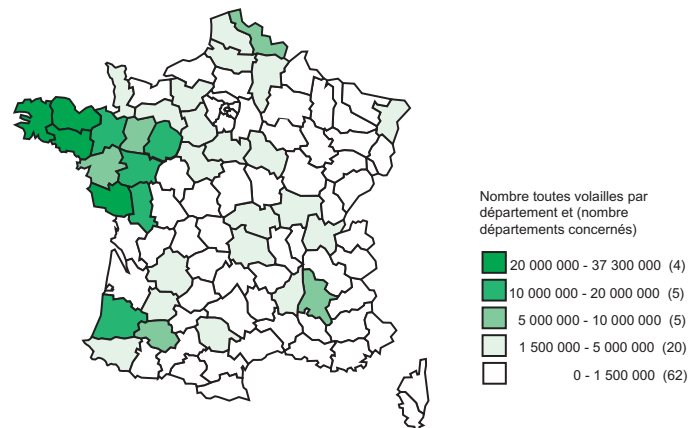 Nombre toutes volailles par
département et (nombre
départements concernés)
20 000 000 - 37 300 000 (4)
10 000 000 - 20 000 000 (5)
5 000 000 - 10 000 000 (5)
1 500 000 - 5 000 000 (20)
0 - 1 500 000 (62)